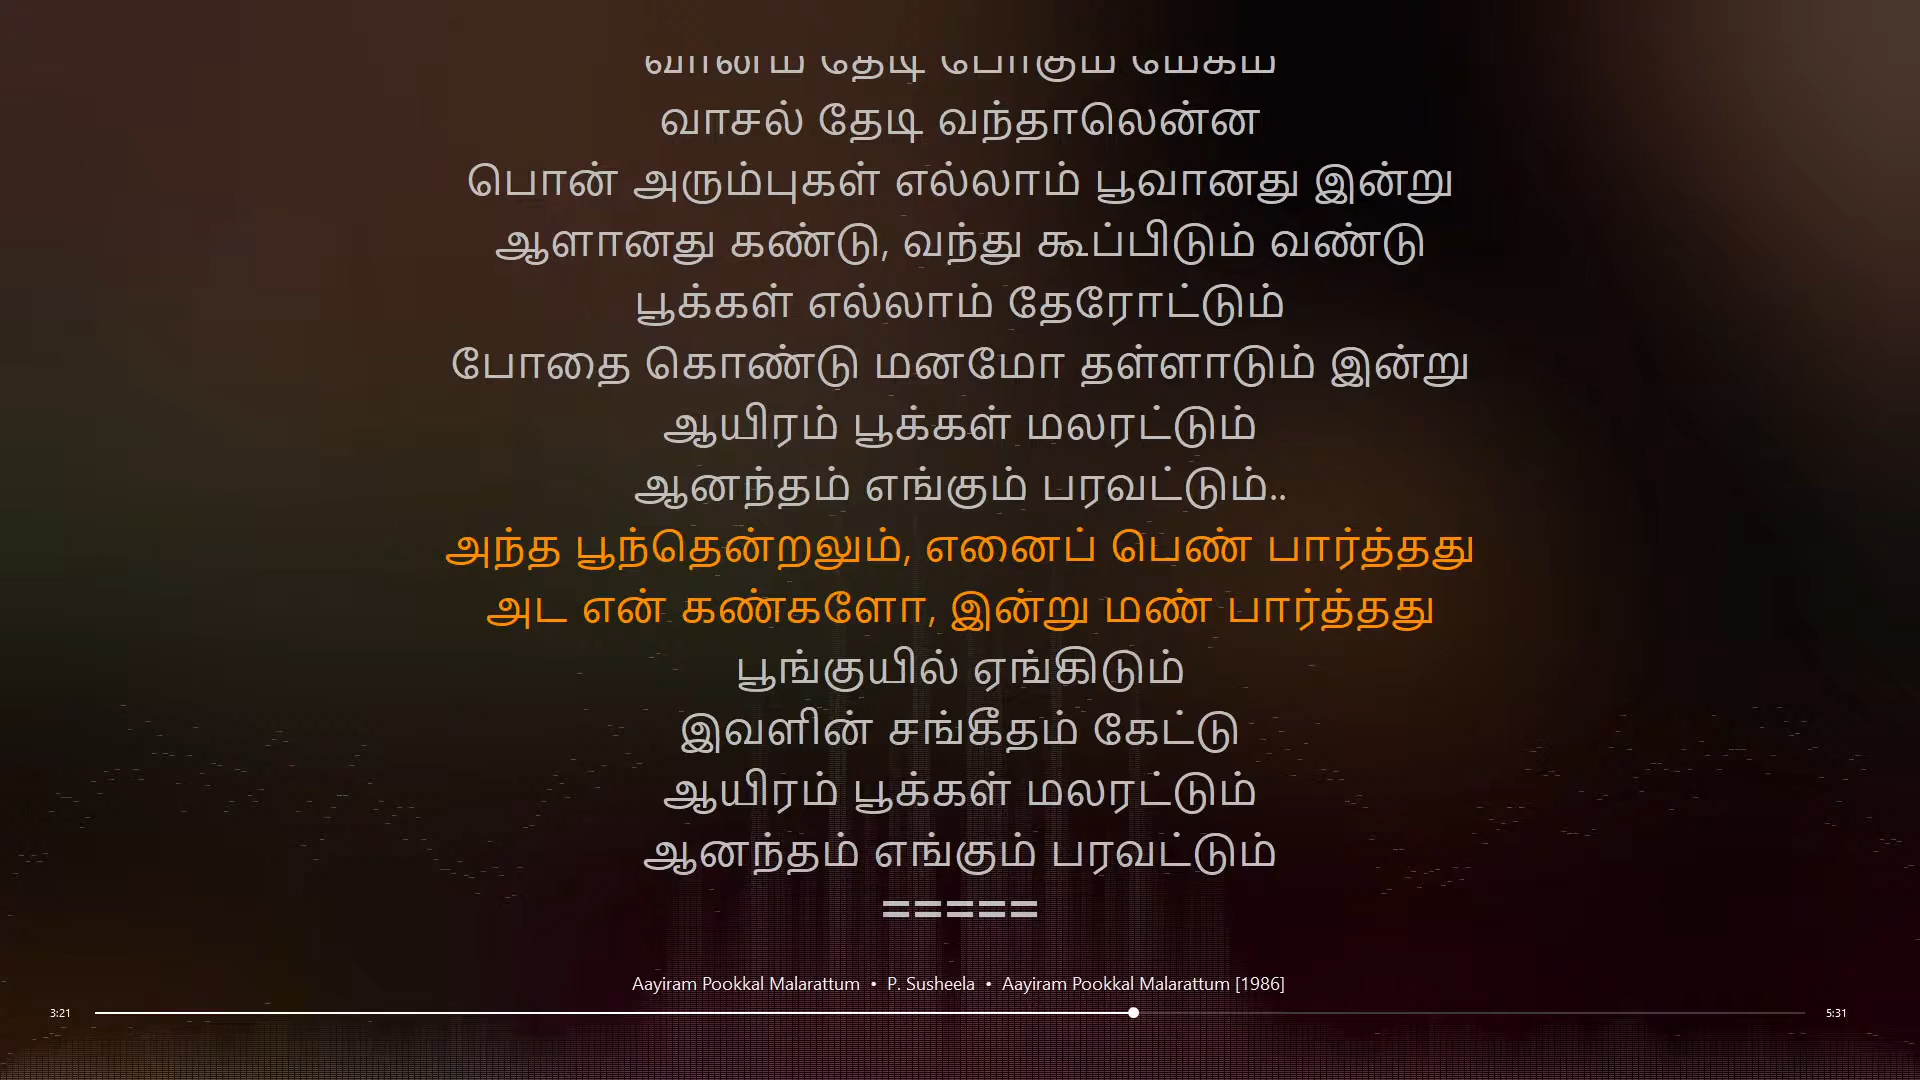 வானம் தேடி போகும் மேகம்
வாசல் தேடி வந்தாலென்ன
பொன் அரும்புகள் எல்லாம் பூவானது இன்று
ஆளானது கண்டு, வந்து கூப்பிடும் வண்டு
பூக்கள் எல்லாம் தேரோட்டும்
போதை கொண்டு மனமோ தள்ளாடும் இன்று
ஆயிரம் பூக்கள் மலரட்டும்
ஆனந்தம் எங்கும் பரவட்டும்..
அந்த பூந்தென்றலும், எனைப் பெண் பார்த்தது
அட என் கண்களோ, இன்று மண் பார்த்தது
பூங்குயில் ஏங்கிடும்
இவளின் சங்கீதம் கேட்டு
ஆயிரம் பூக்கள் மலரட்டும்
ஆனந்தம் எங்கும் பரவட்டும்
=====
Aayiram Pookkal Malarattum • P. Susheela • Aayiram Pookkal Malarattum [1986]
3:21 5:31